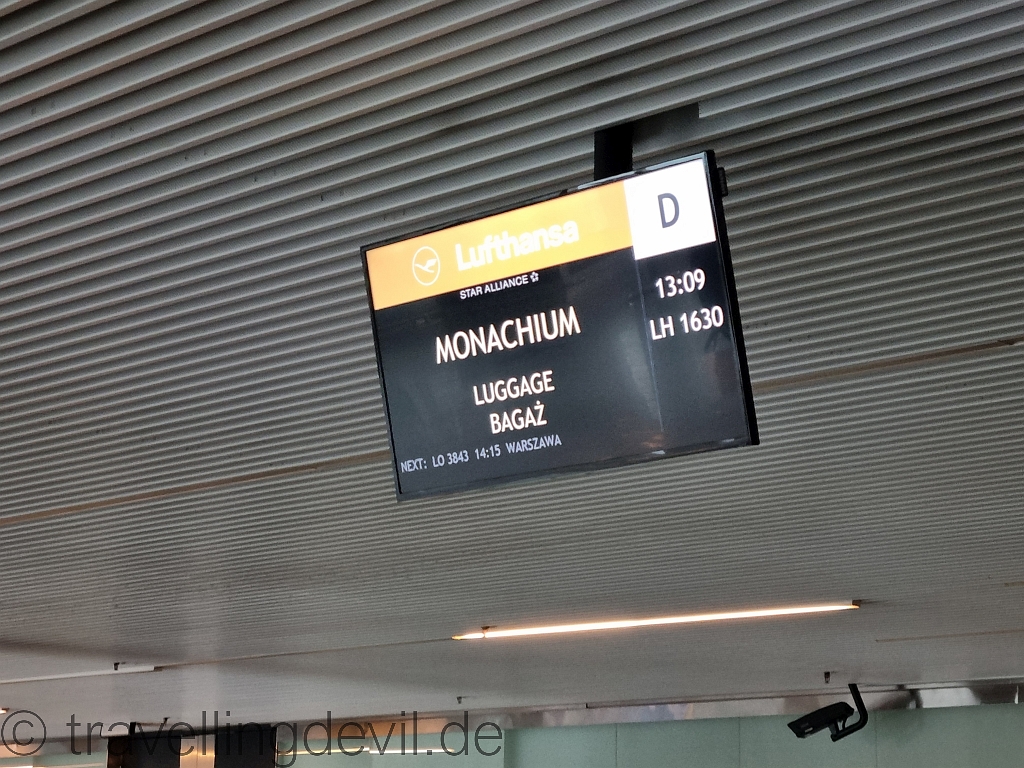 Lufthansa
STAR ALLIANCE
D
13:09
LH 1630
MONACHIUM
LUGGAGE
BAGAŻ
NEXT: LO 3843 14:15 WARSZAWA
© travellingdevil.de